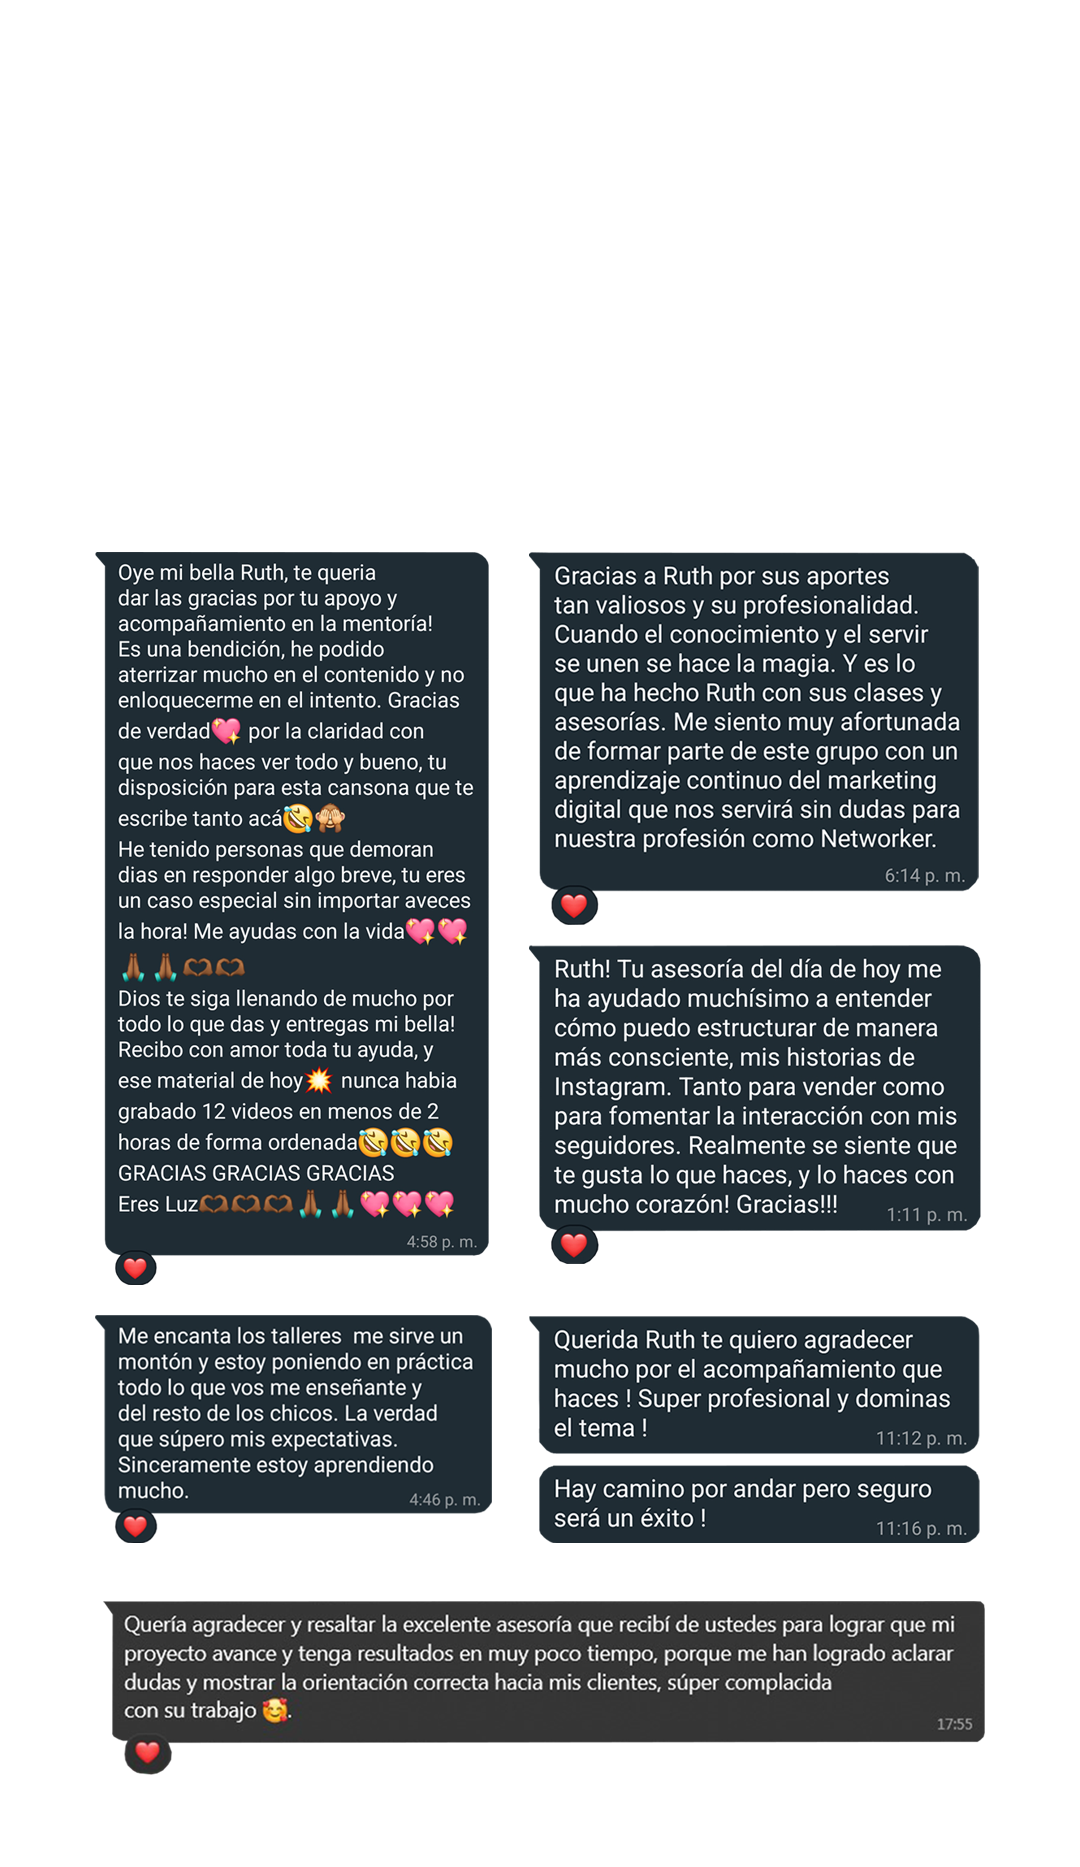 Oye mi bella Ruth, te queria
dar las gracias por tu apoyo y
acompañamiento en la mentoría!
Es una bendición, he podido
aterrizar mucho en el contenido y no
enloquecerme en el intento. Gracias
de verdad💖 por la claridad con
que nos haces ver todo y bueno, tu
disposición para esta cansona que te
escribe tanto acá🤣🙈
He tenido personas que demoran
dias en responder algo breve, tu eres
un caso especial sin importar aveces
la hora! Me ayudas con la vida💖💖
🙏🏾🙏🏾🫶🏾🫶🏾
Dios te siga llenando de mucho por
todo lo que das y entregas mi bella!
Recibo con amor toda tu ayuda, y
ese material de hoy💥 nunca habia
grabado 12 videos en menos de 2
horas de forma ordenada🤣🤣🤣
GRACIAS GRACIAS GRACIAS
Eres Luz🫶🏾🫶🏾🫶🏾🙏🏾🙏🏾💖💖💖
4:58 p. m.
❤️
Me encanta los talleres  me sirve un
montón y estoy poniendo en práctica
todo lo que vos me enseñante y
del resto de los chicos. La verdad
que súpero mis expectativas.
Sinceramente estoy aprendiendo
mucho.
4:46 p. m.
❤️
Gracias a Ruth por sus aportes
tan valiosos y su profesionalidad.
Cuando el conocimiento y el servir
se unen se hace la magia. Y es lo
que ha hecho Ruth con sus clases y
asesorías. Me siento muy afortunada
de formar parte de este grupo con un
aprendizaje continuo del marketing
digital que nos servirá sin dudas para
nuestra profesión como Networker.
6:14 p. m.
❤️
Ruth! Tu asesoría del día de hoy me
ha ayudado muchísimo a entender
cómo puedo estructurar de manera
más consciente, mis historias de
Instagram. Tanto para vender como
para fomentar la interacción con mis
seguidores. Realmente se siente que
te gusta lo que haces, y lo haces con
mucho corazón! Gracias!!!
1:11 p. m.
❤️
Querida Ruth te quiero agradecer
mucho por el acompañamiento que
haces ! Super profesional y dominas
el tema !
11:12 p. m.
Hay camino por andar pero seguro
será un éxito !
11:16 p. m.
Quería agradecer y resaltar la excelente asesoría que recibí de ustedes para lograr que mi
proyecto avance y tenga resultados en muy poco tiempo, porque me han logrado aclarar
dudas y mostrar la orientación correcta hacia mis clientes, súper complacida
con su trabajo 🥰.
17:55
❤️